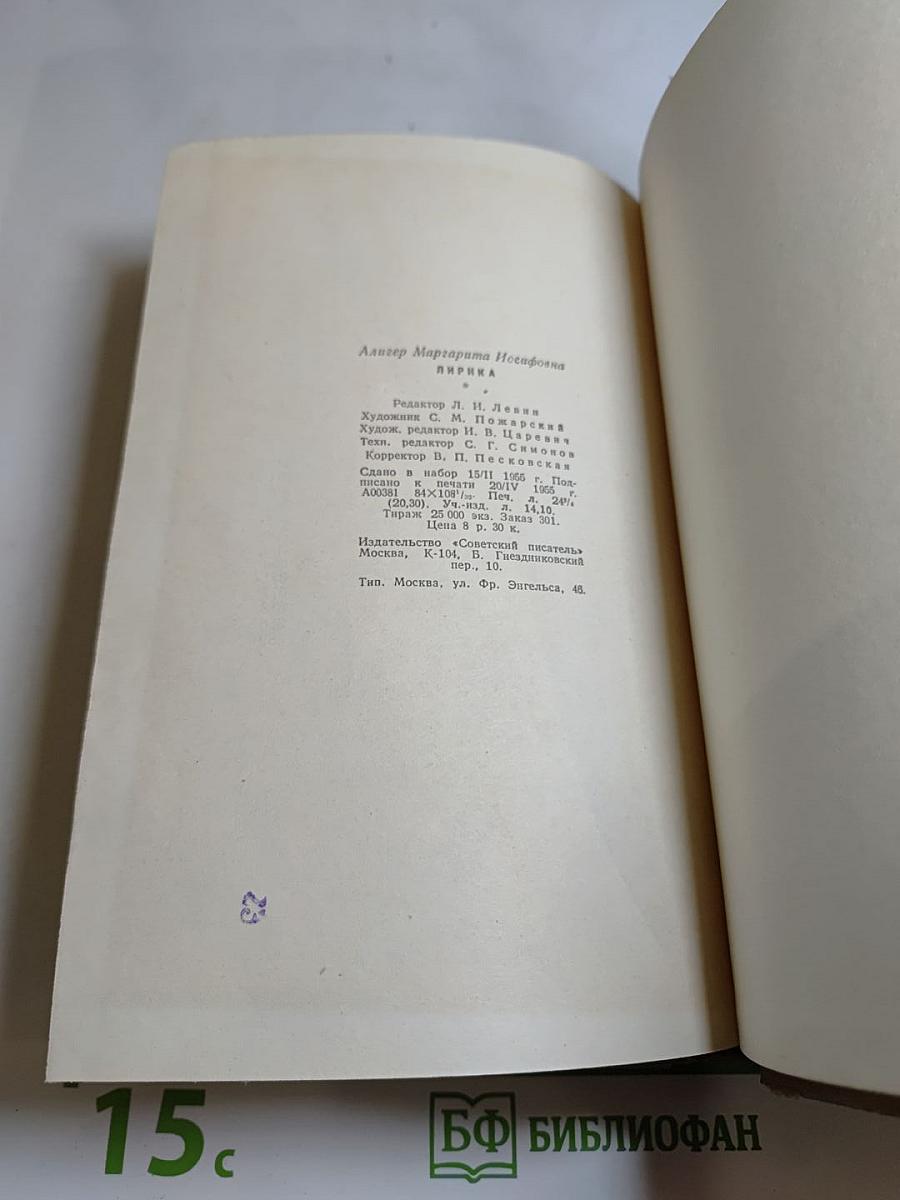 Алигер Маргарита Иосифовна
ЛИРИКА
Редактор Л. И. Левин
Художник С. М. Пожарский
Худож. редактор И. В. Царевич
Техн. редактор С. Г. Симонов
Корректор В. П. Песковская
Сдано в набор 15/II 1955 г. Под-
писано к печати 20/IV 1955 г.
А00381 84×108¹/₃₂. Печ. л. 24³/₄
(20,30). Уч.-изд. л. 14,10.
Тираж 25 000 экз. Заказ 301.
Цена 8 р. 30 к.
Издательство «Советский писатель»
Москва, К-104, Б. Гнездниковский
пер., 10.
Тип. Москва, ул. Фр. Энгельса, 46.
15 с
БФ БИБЛИОФАН